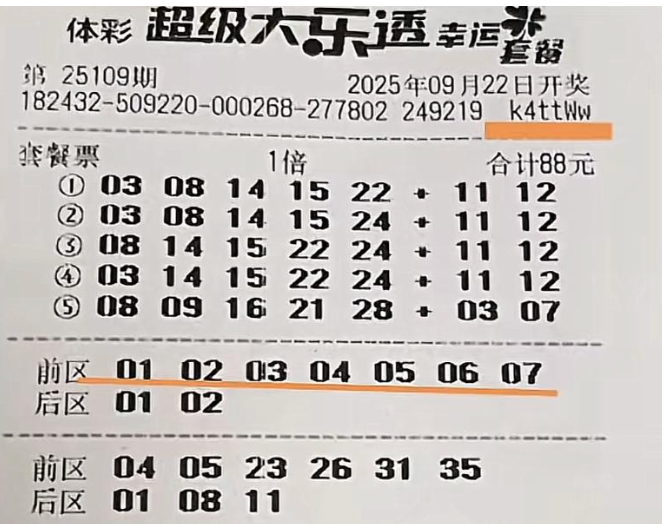 体彩 超级大乐透 幸运套餐
第 25109期 2025年09月22日开奖
182432-509220-000268-277802 249219 k4ttWw
套餐票 1倍 合计88元
① 03 08 14 15 22 + 11 12
② 03 08 14 15 24 + 11 12
③ 08 14 15 22 24 + 11 12
④ 03 14 15 22 24 + 11 12
⑤ 08 09 16 21 28 + 03 07
前区 01 02 03 04 05 06 07
后区 01 02
前区 04 05 23 26 31 35
后区 01 08 11